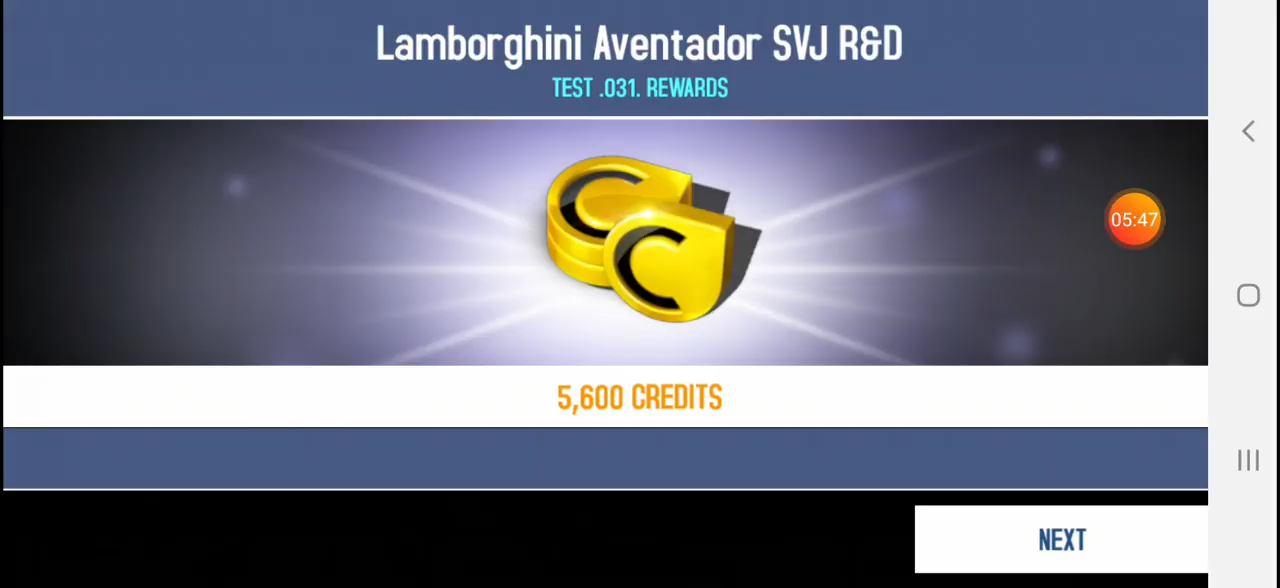 Lamborghini Aventador SVJ R&D
TEST .031. REWARDS
05:47
5,600 CREDITS
NEXT